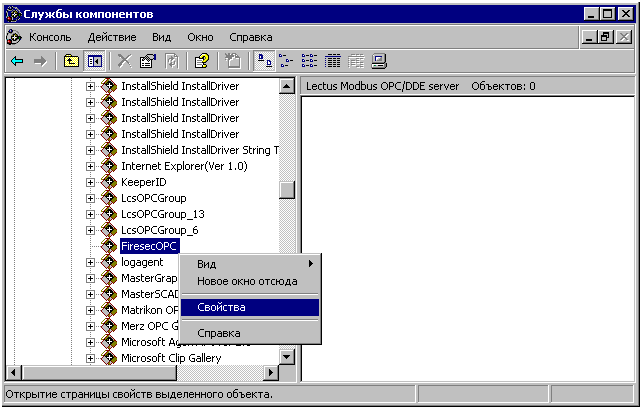 Службы компонентов
Консоль Действие Вид Окно Справка
Lectus Modbus OPC/DDE server Объектов: 0
InstallShield InstallDriver
InstallShield InstallDriver
InstallShield InstallDriver
InstallShield InstallDriver
InstallShield InstallDriver String T
Internet Explorer(Ver 1.0)
KeeperID
LcsOPCGroup
LcsOPCGroup_13
LcsOPCGroup_6
FiresecOPC
logagent
MasterGrap
MasterSCAD
Matrikon OP
Merz OPC G
Microsoft Ag
Microsoft Clip Gallery
Вид
Новое окно отсюда
Свойства
Справка
Открытие страницы свойств выделенного объекта.